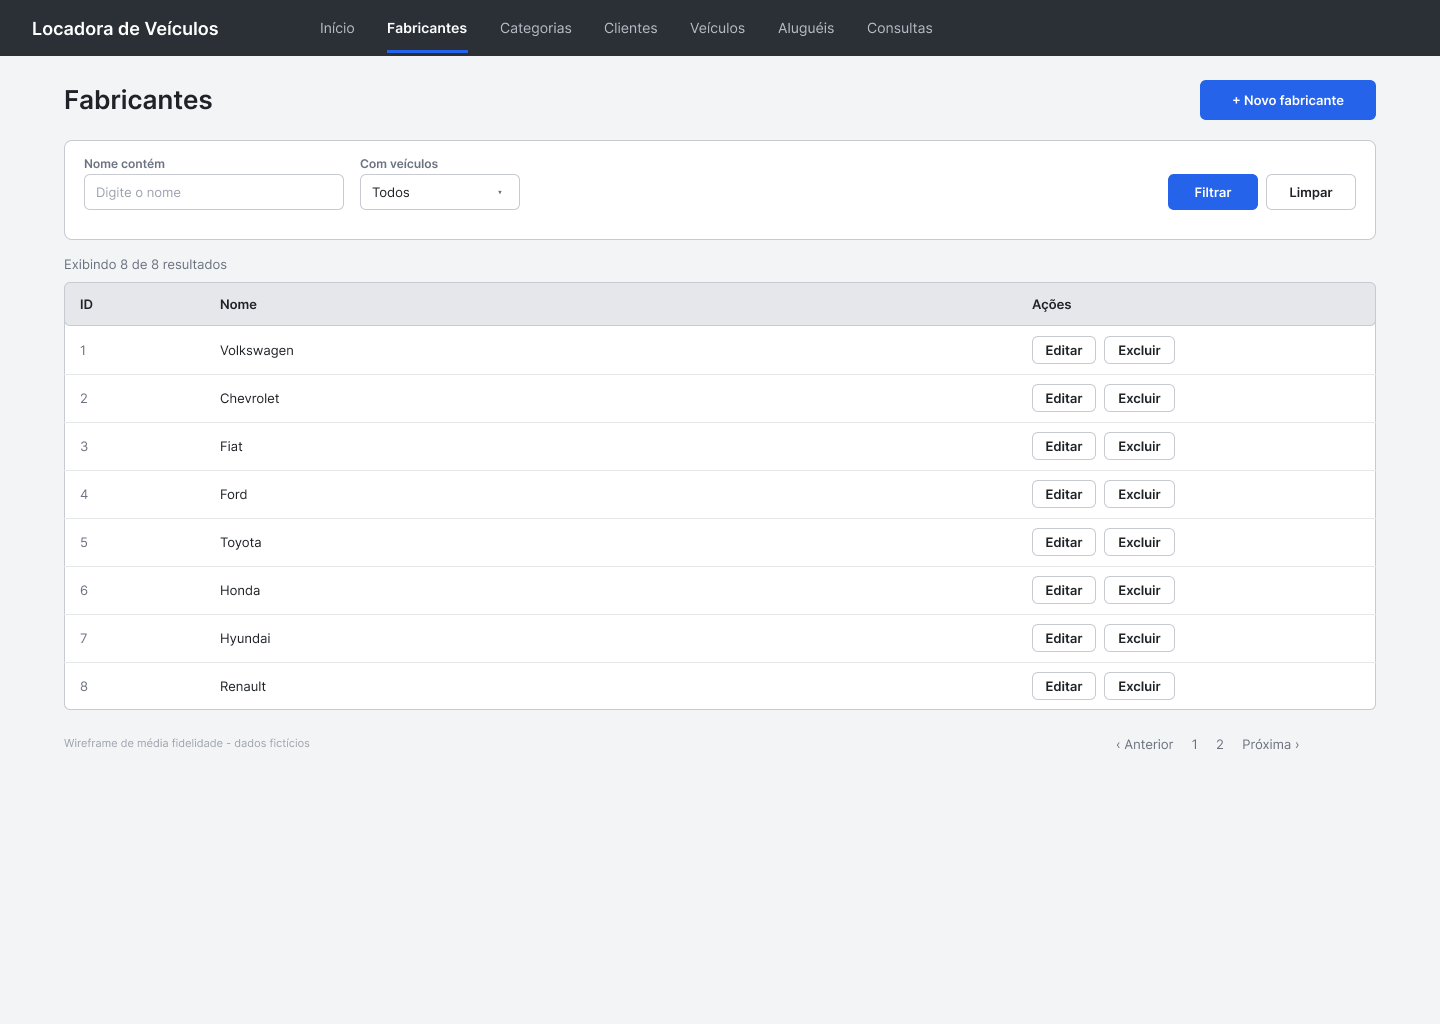 Locadora de Veículos Início Fabricantes Categorias Clientes Veículos Aluguéis Consultas
Fabricantes + Novo fabricante
Nome contém Com veículos
Digite o nome Todos Filtrar Limpar
Exibindo 8 de 8 resultados
ID Nome Ações
1 Volkswagen Editar Excluir
2 Chevrolet Editar Excluir
3 Fiat Editar Excluir
4 Ford Editar Excluir
5 Toyota Editar Excluir
6 Honda Editar Excluir
7 Hyundai Editar Excluir
8 Renault Editar Excluir
Wireframe de média fidelidade - dados fictícios ‹ Anterior 1 2 Próxima ›